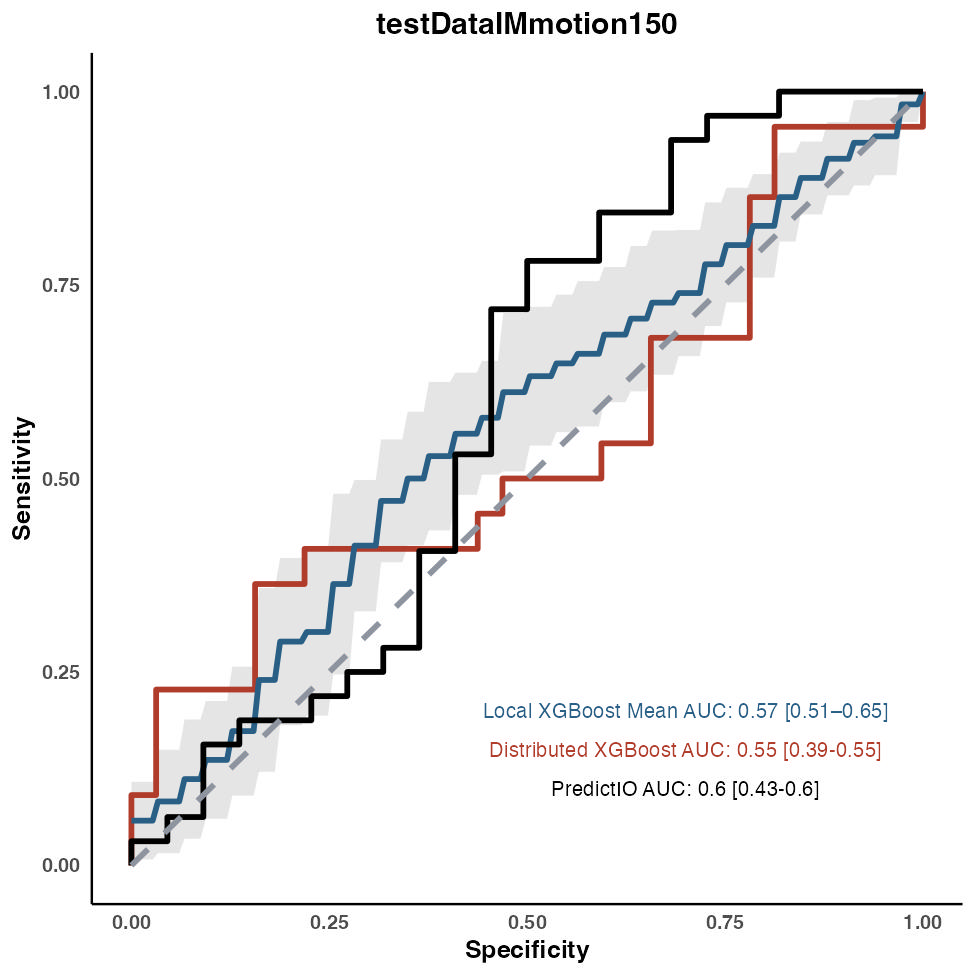 testDataIMmotion150
1.00
0.75
0.50
0.25
0.00
Sensitivity
Local XGBoost Mean AUC: 0.57 [0.51–0.65]
Distributed XGBoost AUC: 0.55 [0.39-0.55]
PredictIO AUC: 0.6 [0.43-0.6]
0.00 0.25 0.50 0.75 1.00
Specificity